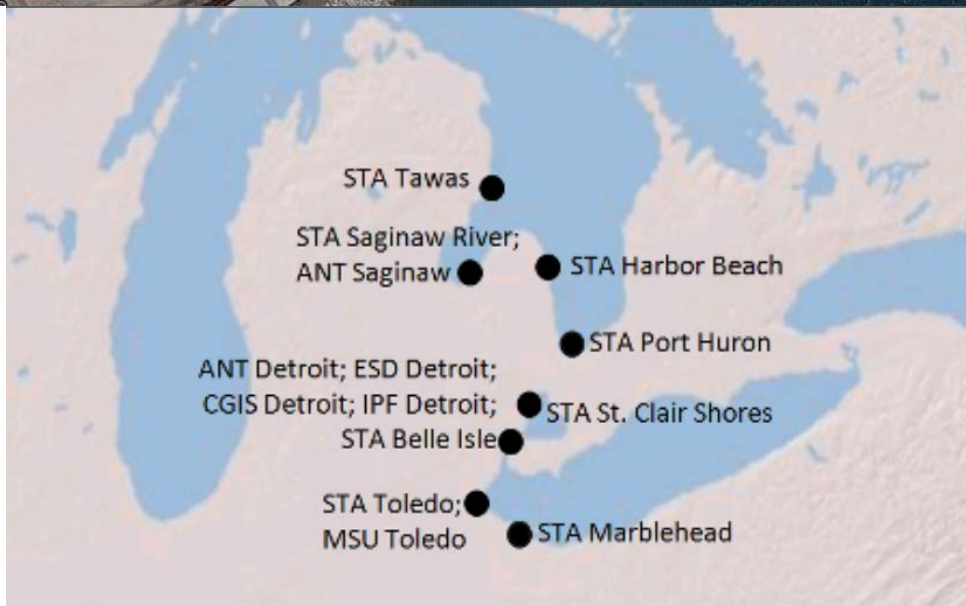 STA Tawas
STA Saginaw River;
ANT Saginaw
STA Harbor Beach
STA Port Huron
ANT Detroit; ESD Detroit;
CGIS Detroit; IPF Detroit;
STA Belle Isle
STA St. Clair Shores
STA Toledo;
MSU Toledo
STA Marblehead